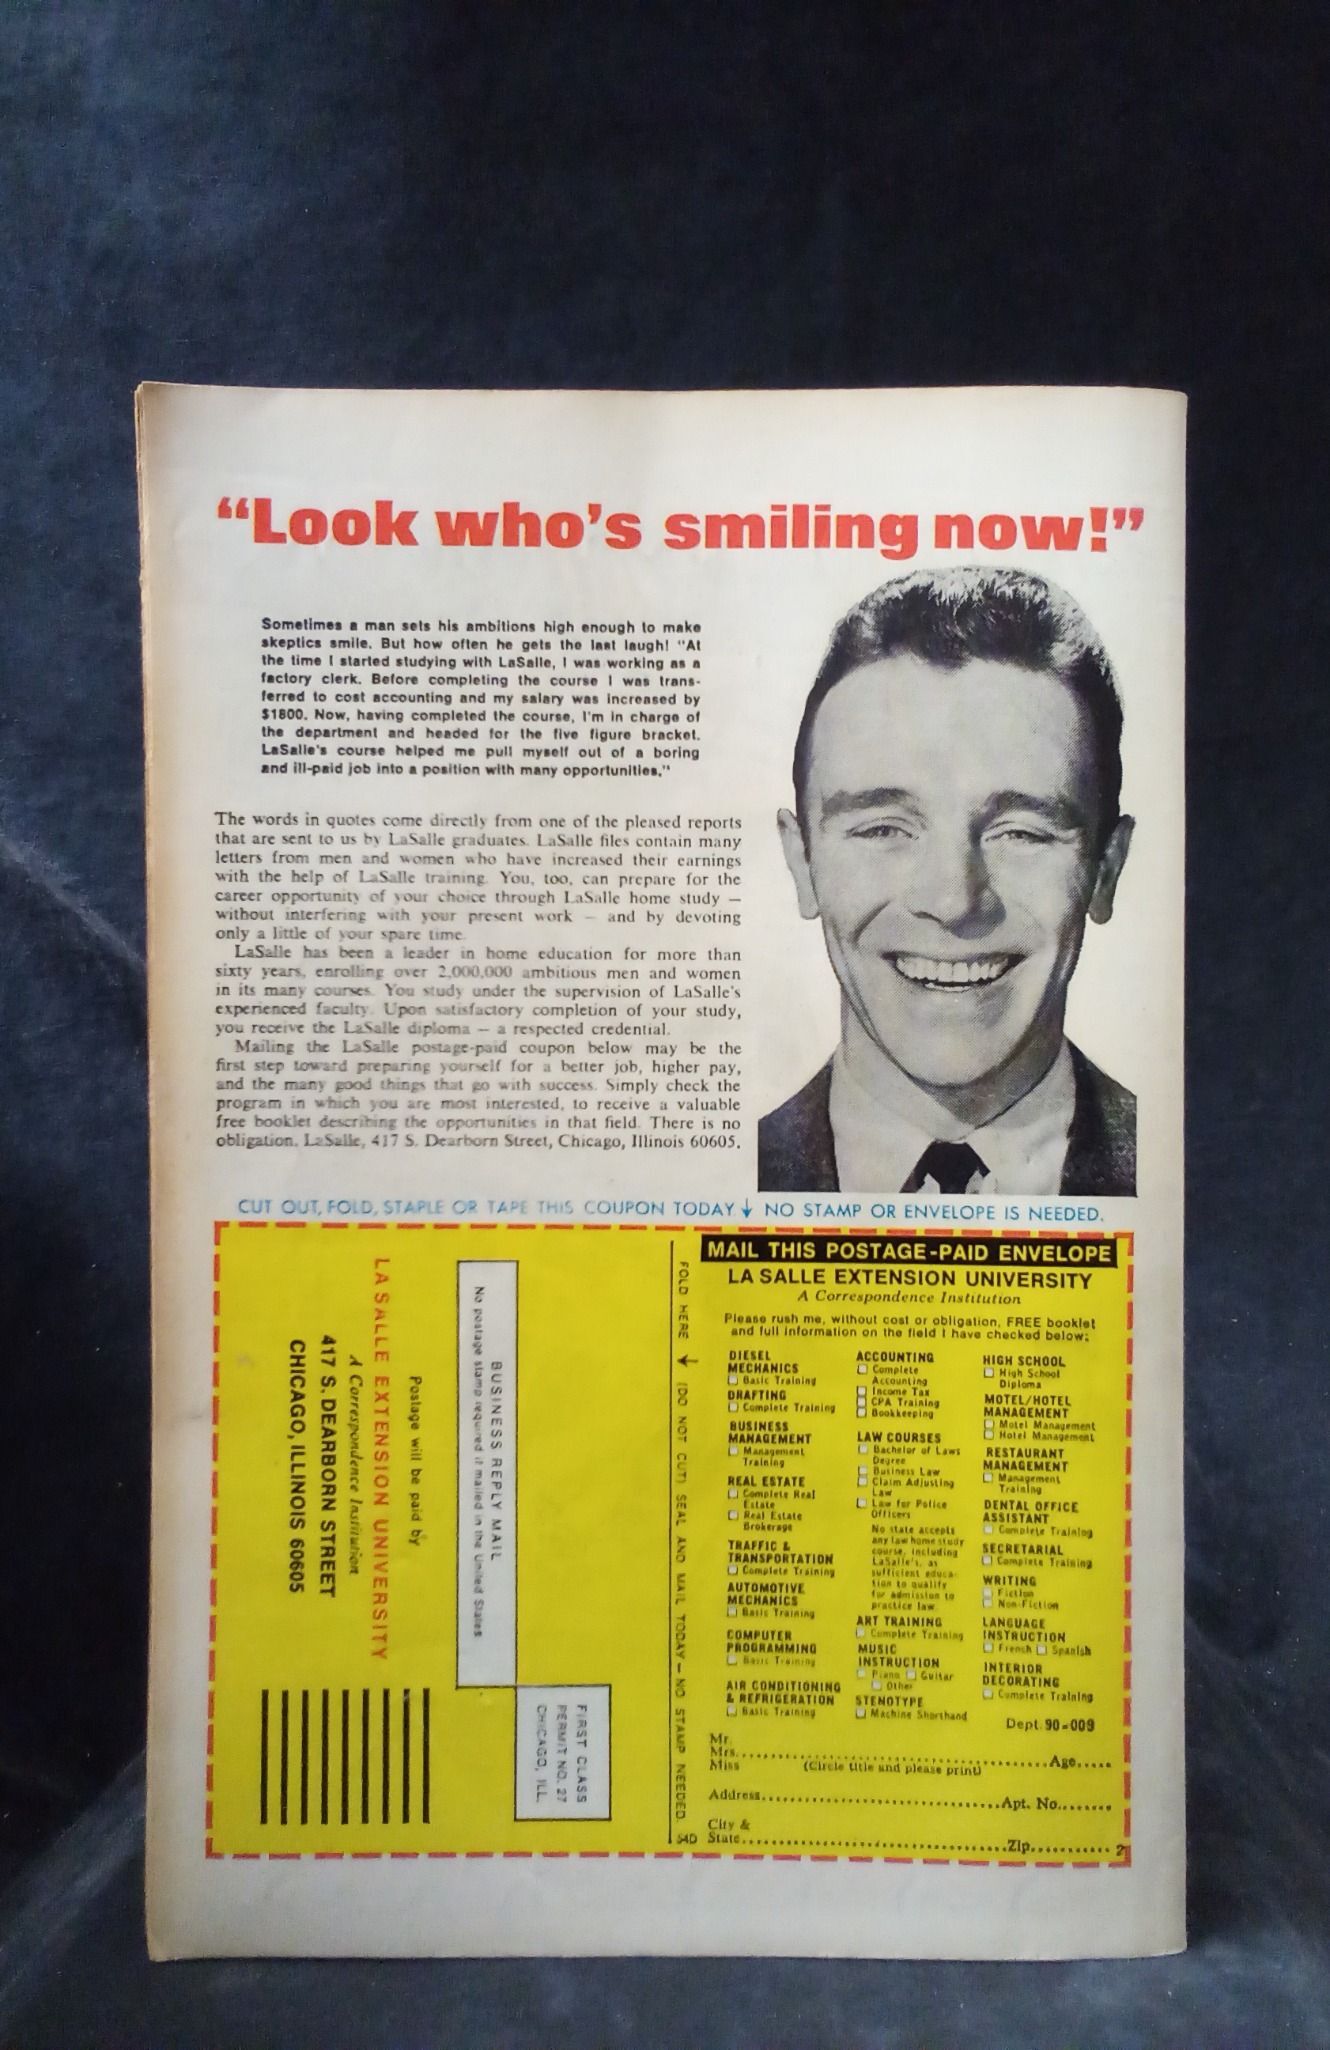 “Look who's smiling now!”
Sometimes a man sets his ambitions high enough to make
skeptics smile. But how often he gets the last laugh! "At
the time I started studying with LaSalle, I was working as a
factory clerk. Before completing the course I was trans-
ferred to cost accounting and my salary was increased by
$1800. Now, having completed the course, I'm in charge of
the department and headed for the five figure bracket.
LaSalle's course helped me pull myself out of a boring
and ill-paid job into a position with many opportunities."
The words in quotes come directly from one of the pleased reports
that are sent to us by LaSalle graduates. LaSalle files contain many
letters from men and women who have increased their earnings
with the help of LaSalle training. You, too, can prepare for the
career opportunity of your choice through LaSalle home study —
without interfering with your present work — and by devoting
only a little of your spare time.
LaSalle has been a leader in home education for more than
sixty years, enrolling over 2,000,000 ambitious men and women
in its many courses. You study under the supervision of LaSalle's
experienced faculty. Upon satisfactory completion of your study,
you receive the LaSalle diploma — a respected credential.
Mailing the LaSalle postage-paid coupon below may be the
first step toward preparing yourself for a better job, higher pay,
and the many good things that go with success. Simply check the
program in which you are most interested, to receive a valuable
free booklet describing the opportunities in that field. There is no
obligation. LaSalle, 417 S. Dearborn Street, Chicago, Illinois 60605.
CUT OUT, FOLD, STAPLE OR TAPE THIS COUPON TODAY ↓ NO STAMP OR ENVELOPE IS NEEDED.
FIRST CLASS
PERMIT NO. 27
CHICAGO, ILL.
BUSINESS REPLY MAIL
No postage stamp required if mailed in the United States
Postage will be paid by
LASALLE EXTENSION UNIVERSITY
A Correspondence Institution
417 S. DEARBORN STREET
CHICAGO, ILLINOIS 60605
FOLD HERE → (DO NOT CUT) SEAL AND MAIL TODAY — NO STAMP NEEDED.
S4D
MAIL THIS POSTAGE-PAID ENVELOPE
LA SALLE EXTENSION UNIVERSITY
A Correspondence Institution
Please rush me, without cost or obligation, FREE booklet
and full information on the field I have checked below:
DIESEL
MECHANICS
☐ Basic Training
DRAFTING
☐ Complete Training
BUSINESS
MANAGEMENT
☐ Management
Training
REAL ESTATE
☐ Complete Real
Estate
☐ Real Estate
Brokerage
TRAFFIC &
TRANSPORTATION
☐ Complete Training
AUTOMOTIVE
MECHANICS
☐ Basic Training
COMPUTER
PROGRAMMING
☐ Basic Training
AIR CONDITIONING
& REFRIGERATION
☐ Basic Training
ACCOUNTING
☐ Complete
Accounting
☐ Income Tax
☐ CPA Training
☐ Bookkeeping
LAW COURSES
☐ Bachelor of Laws
Degree
☐ Business Law
☐ Claim Adjusting
Law
☐ Law for Police
Officers
No state accepts
any law home study
course, including
LaSalle's, as
sufficient educa-
tion to qualify
for admission to
practice law
ART TRAINING
☐ Complete Training
MUSIC
INSTRUCTION
☐ Piano ☐ Guitar
☐ Other
STENOTYPE
☐ Machine Shorthand
HIGH SCHOOL
☐ High School
Diploma
MOTEL/HOTEL
MANAGEMENT
☐ Motel Management
☐ Hotel Management
RESTAURANT
MANAGEMENT
☐ Management
Training
DENTAL OFFICE
ASSISTANT
☐ Complete Training
SECRETARIAL
☐ Complete Training
WRITING
☐ Fiction
☐ Non-Fiction
LANGUAGE
INSTRUCTION
☐ French ☐ Spanish
INTERIOR
DECORATING
☐ Complete Training
Dept. 90-009
Mr.
Mrs. Age
Miss (Circle title and please print)
Address Apt. No.
City &
State Zip 2